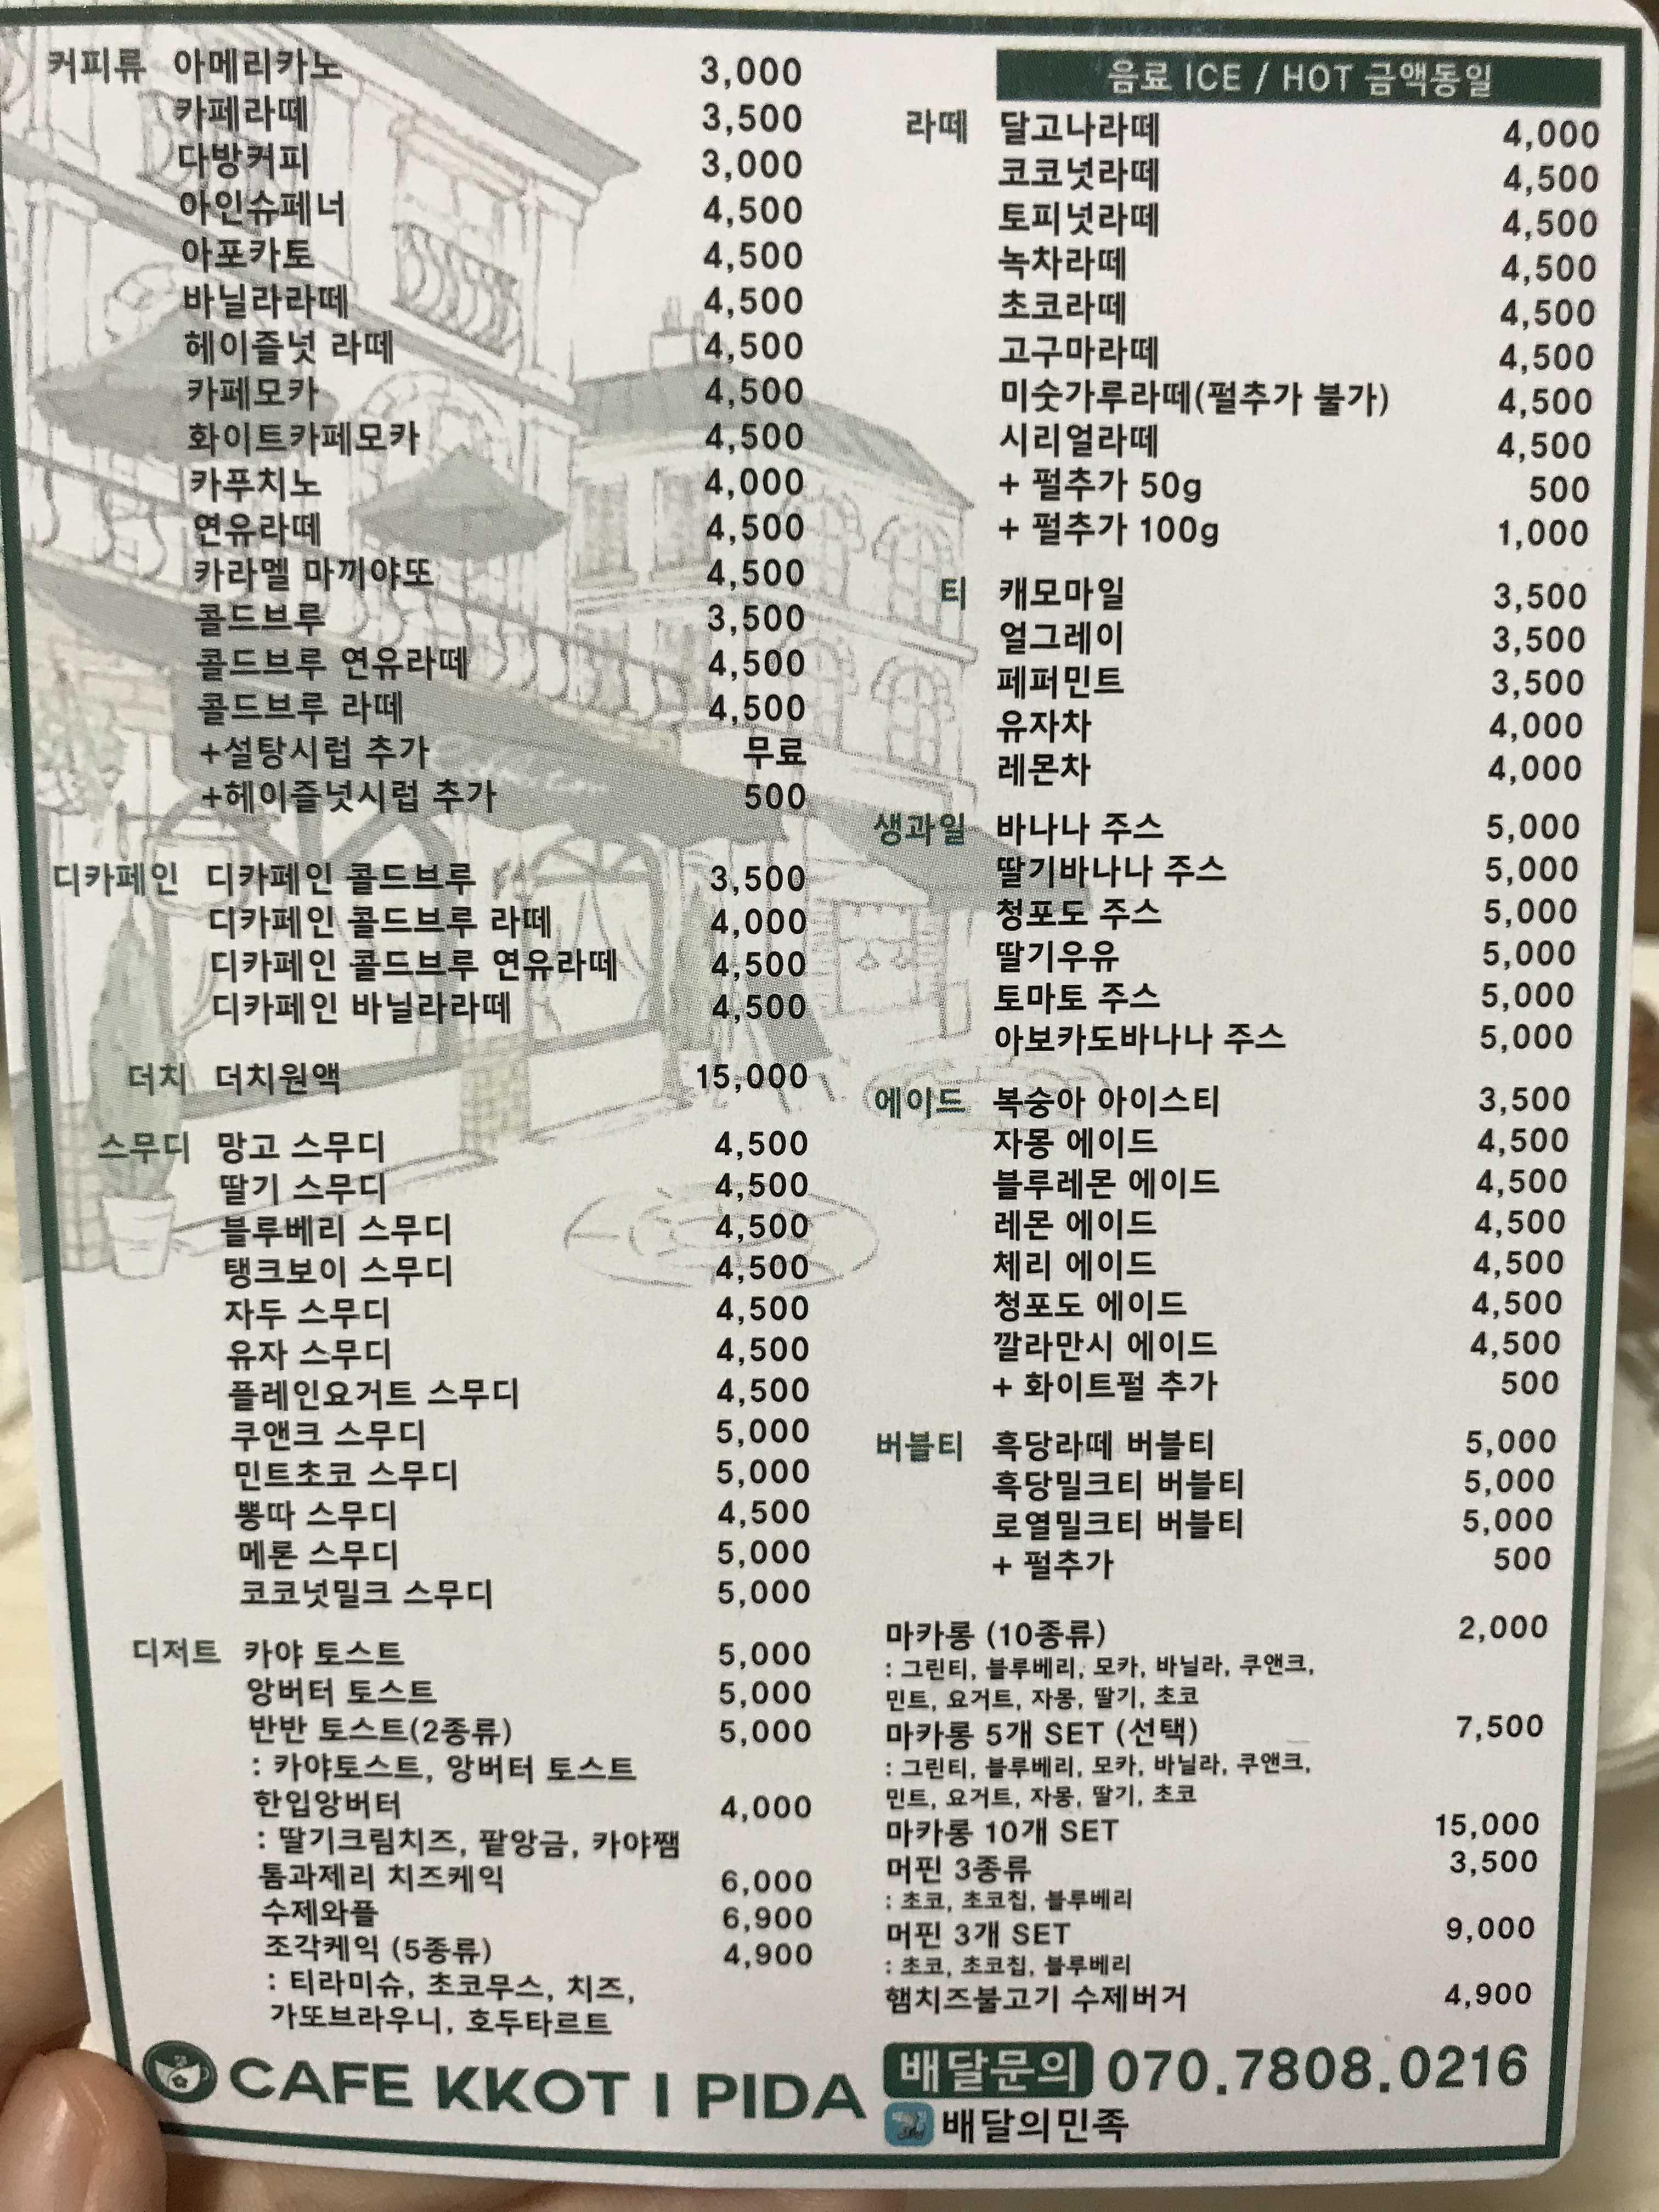 커피류 아메리카노 3,000
카페라떼 3,500
다방커피 3,000
아인슈페너 4,500
아포카토 4,500
바닐라라떼 4,500
헤이즐넛 라떼 4,500
카페모카 4,500
화이트카페모카 4,500
카푸치노 4,000
연유라떼 4,500
카라멜 마끼야또 4,500
콜드브루 3,500
콜드브루 연유라떼 4,500
콜드브루 라떼 4,500
+설탕시럽 추가 무료
+헤이즐넛시럽 추가 500
디카페인 디카페인 콜드브루 3,500
디카페인 콜드브루 라떼 4,000
디카페인 콜드브루 연유라떼 4,500
디카페인 바닐라라떼 4,500
더치 더치원액 15,000
스무디 망고 스무디 4,500
딸기 스무디 4,500
블루베리 스무디 4,500
탱크보이 스무디 4,500
자두 스무디 4,500
유자 스무디 4,500
플레인요거트 스무디 4,500
쿠앤크 스무디 5,000
민트초코 스무디 5,000
뽕따 스무디 4,500
메론 스무디 5,000
코코넛밀크 스무디 5,000
디저트 카야 토스트 5,000
앙버터 토스트 5,000
반반 토스트(2종류) 5,000
: 카야토스트, 앙버터 토스트
한입앙버터 4,000
: 딸기크림치즈, 팥앙금, 카야쨈
톰과제리 치즈케익 6,000
수제와플 6,900
조각케익 (5종류) 4,900
: 티라미슈, 초코무스, 치즈,
가또브라우니, 호두타르트
CAFE KKOT I PIDA
음료 ICE / HOT 금액동일
라떼 달고나라떼 4,000
코코넛라떼 4,500
토피넛라떼 4,500
녹차라떼 4,500
초코라떼 4,500
고구마라떼 4,500
미숫가루라떼(펄추가 불가) 4,500
시리얼라떼 4,500
+ 펄추가 50g 500
+ 펄추가 100g 1,000
티 캐모마일 3,500
얼그레이 3,500
페퍼민트 3,500
유자차 4,000
레몬차 4,000
생과일 바나나 주스 5,000
딸기바나나 주스 5,000
청포도 주스 5,000
딸기우유 5,000
토마토 주스 5,000
아보카도바나나 주스 5,000
에이드 복숭아 아이스티 3,500
자몽 에이드 4,500
블루레몬 에이드 4,500
레몬 에이드 4,500
체리 에이드 4,500
청포도 에이드 4,500
깔라만시 에이드 4,500
+ 화이트펄 추가 500
버블티 흑당라떼 버블티 5,000
흑당밀크티 버블티 5,000
로열밀크티 버블티 5,000
+ 펄추가 500
마카롱 (10종류) 2,000
: 그린티, 블루베리, 모카, 바닐라, 쿠앤크,
민트, 요거트, 자몽, 딸기, 초코
마카롱 5개 SET (선택) 7,500
: 그린티, 블루베리, 모카, 바닐라, 쿠앤크,
민트, 요거트, 자몽, 딸기, 초코
마카롱 10개 SET 15,000
머핀 3종류 3,500
: 초코, 초코칩, 블루베리
머핀 3개 SET 9,000
: 초코, 초코칩, 블루베리
햄치즈불고기 수제버거 4,900
배달문의 070.7808.0216
배달의민족